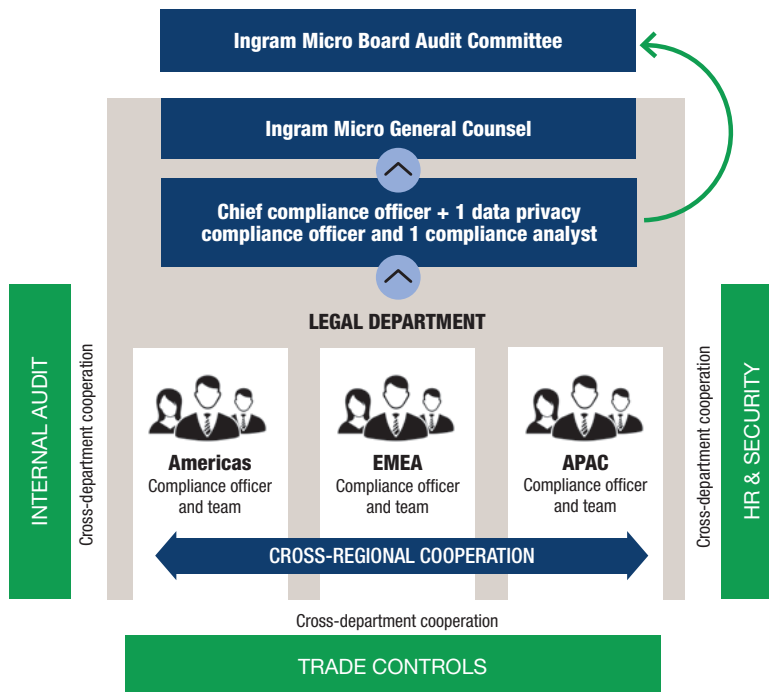 Ingram Micro Board Audit Committee
Ingram Micro General Counsel
Chief compliance officer + 1 data privacy
compliance officer and 1 compliance analyst
LEGAL DEPARTMENT
INTERNAL AUDIT
Cross-department cooperation
Americas
Compliance officer
and team
EMEA
Compliance officer
and team
APAC
Compliance officer
and team
Cross-department cooperation
HR & SECURITY
CROSS-REGIONAL COOPERATION
Cross-department cooperation
TRADE CONTROLS